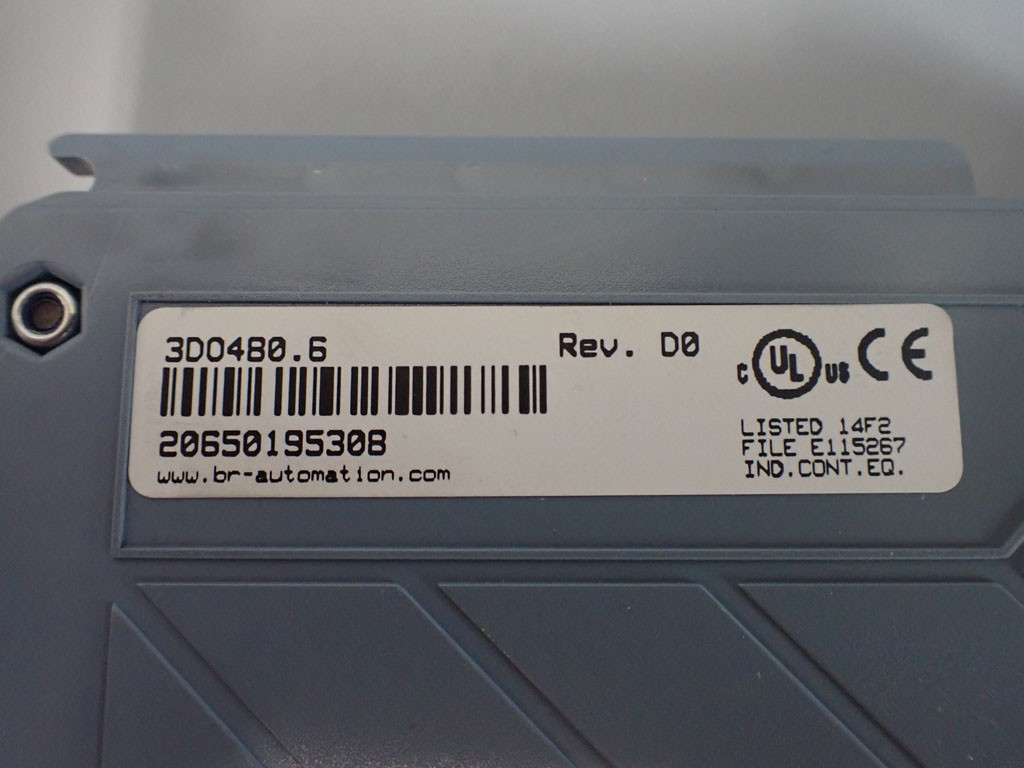 3DO480.6 Rev. D0
c UL us CE
20650195308
www.br-automation.com
LISTED 14F2
FILE E115267
IND.CONT.EQ.